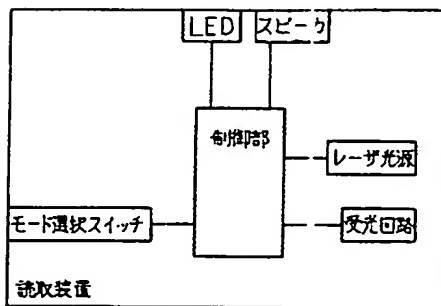 LED
スピーカ
制御部
レーザ光源
モード選択スイッチ
受光回路
読取装置